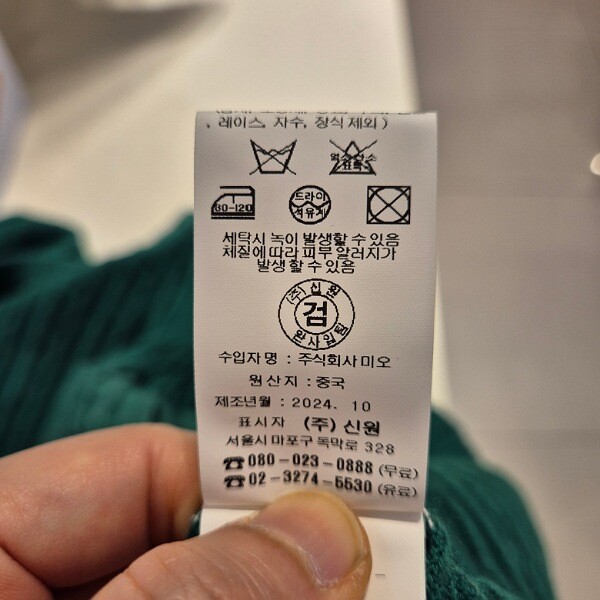 , 레이스, 자수, 장식 제외 )
염소산소
표백
80-120
드라이
석유계
세탁시 녹이 발생할 수 있음
체질에 따라 피부 알러지가
발생할 수 있음
(주) 신원
검
완사입팀
수입자명 : 주식회사 미오
원산지 : 중국
제조년월 : 2024. 10
표시자 (주) 신원
서울시 마포구 독막로 328
☎ 080-023-0888 (무료)
☎ 02-3274-5530 (유료)